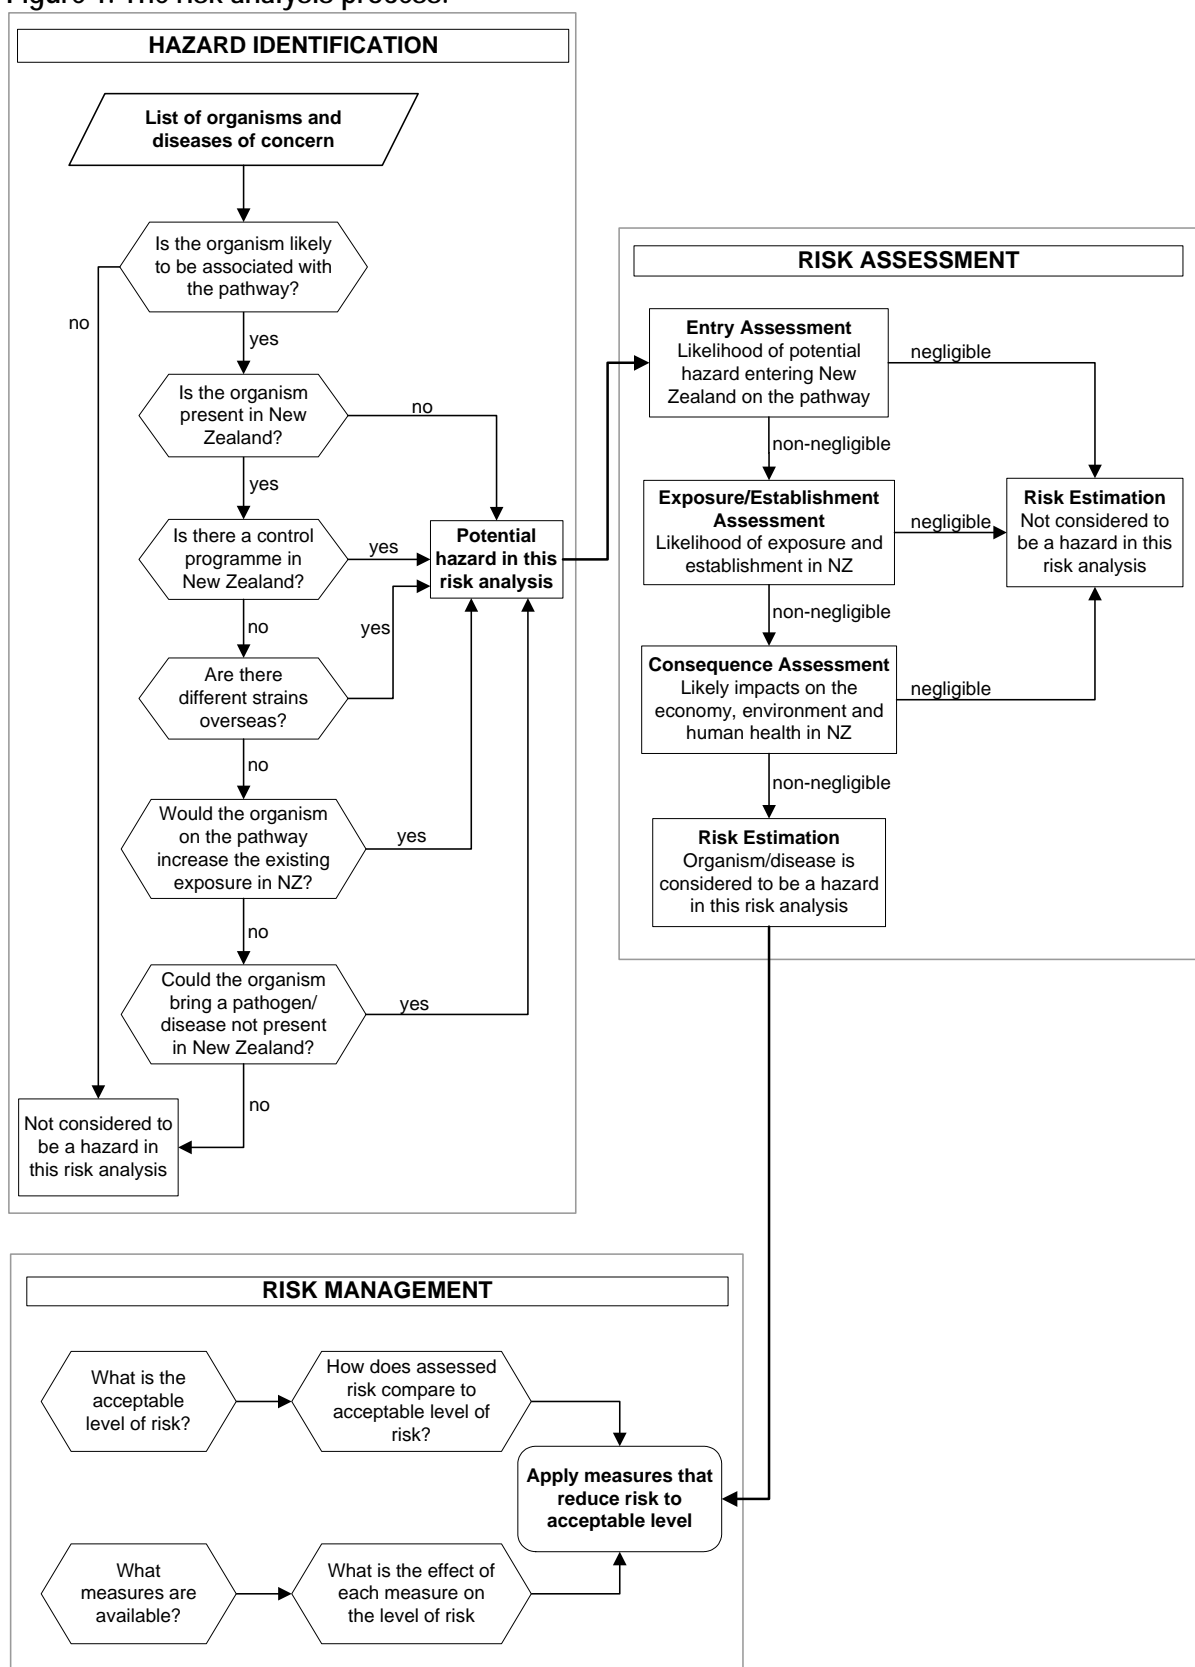 Figure 1. The risk analysis process.
HAZARD IDENTIFICATION
List of organisms and
diseases of concern
Is the organism likely
to be associated with
the pathway?
no
yes
Is the organism
present in New
Zealand?
no
yes
Is there a control
programme in
New Zealand?
yes
Potential
hazard in this
risk analysis
no
yes
Are there
different strains
overseas?
no
Would the organism
on the pathway
increase the existing
exposure in NZ?
yes
no
Could the organism
bring a pathogen/
disease not present
in New Zealand?
yes
no
Not considered to
be a hazard in
this risk analysis
RISK ASSESSMENT
Entry Assessment
Likelihood of potential
hazard entering New
Zealand on the pathway
negligible
non-negligible
Exposure/Establishment
Assessment
Likelihood of exposure and
establishment in NZ
negligible
Risk Estimation
Not considered to
be a hazard in this
risk analysis
non-negligible
Consequence Assessment
Likely impacts on the
economy, environment and
human health in NZ
negligible
non-negligible
Risk Estimation
Organism/disease is
considered to be a hazard
in this risk analysis
RISK MANAGEMENT
What is the
acceptable
level of risk?
How does assessed
risk compare to
acceptable level of
risk?
Apply measures that
reduce risk to
acceptable level
What
measures are
available?
What is the effect of
each measure on
the level of risk